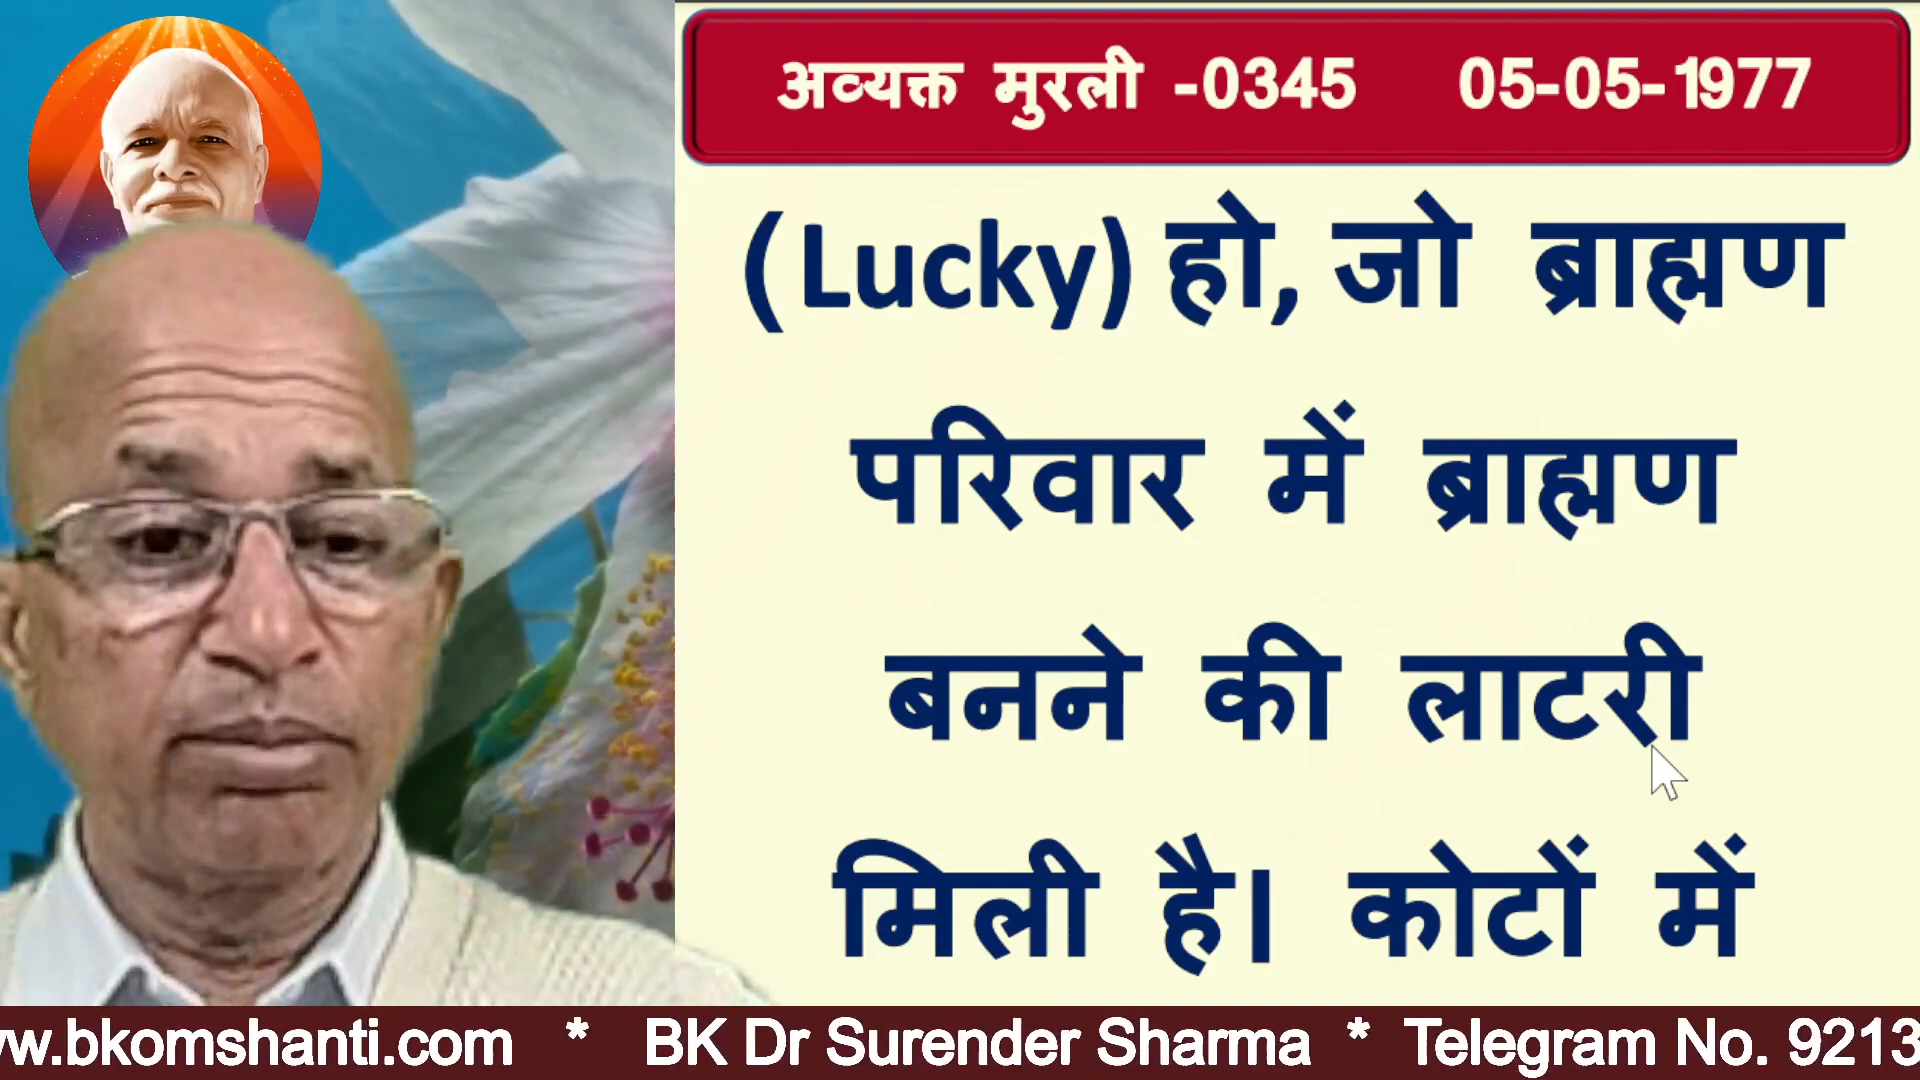 अव्यक्त मुरली -0345 05-05-1977
(Lucky) हो, जो ब्राह्मण
परिवार में ब्राह्मण
बनने की लाटरी
मिली है। कोटों में
ww.bkomshanti.com * BK Dr Surender Sharma * Telegram No. 9213